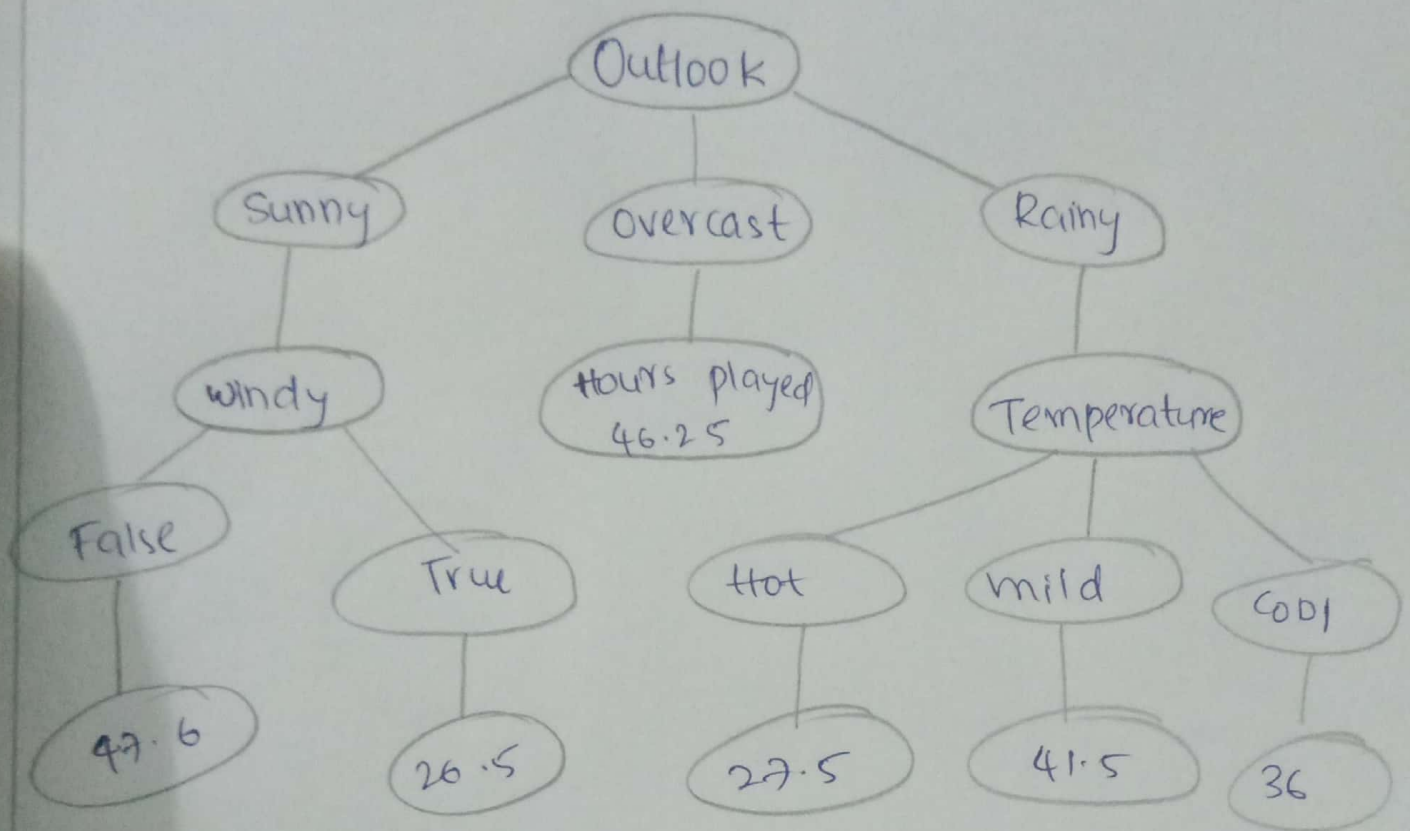 Outlook
Sunny
overcast
Rainy
windy
Hours played
46.25
Temperature
False
True
Hot
mild
cool
47.6
26.5
27.5
41.5
36